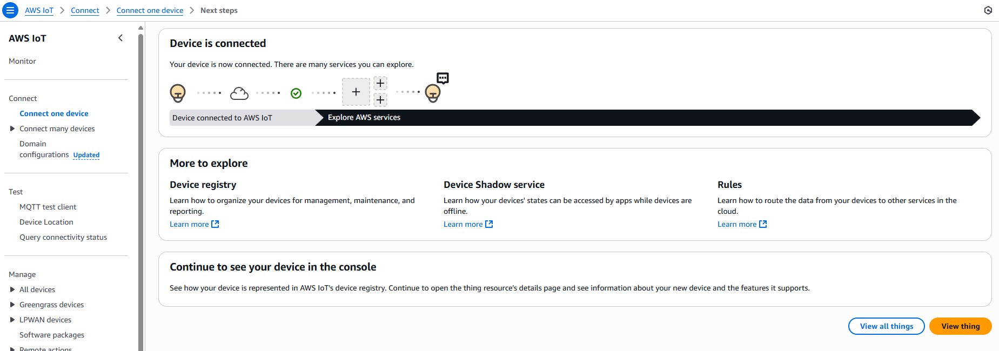 AWS IoT > Connect > Connect one device > Next steps
AWS IoT
Monitor
Connect
Connect one device
Connect many devices
Domain
configurations Updated
Test
MQTT test client
Device Location
Query connectivity status
Manage
All devices
Greengrass devices
LPWAN devices
Software packages
Remote actions
Device is connected
Your device is now connected. There are many services you can explore.
Device connected to AWS IoT
Explore AWS services
More to explore
Device registry
Learn how to organize your devices for management, maintenance, and
reporting.
Learn more
Device Shadow service
Learn how your devices' states can be accessed by apps while devices are
offline.
Learn more
Rules
Learn how to route the data from your devices to other services in the
cloud.
Learn more
Continue to see your device in the console
See how your device is represented in AWS IoT's device registry. Continue to open the thing resource's details page and see information about your new device and the features it supports.
View all things
View thing